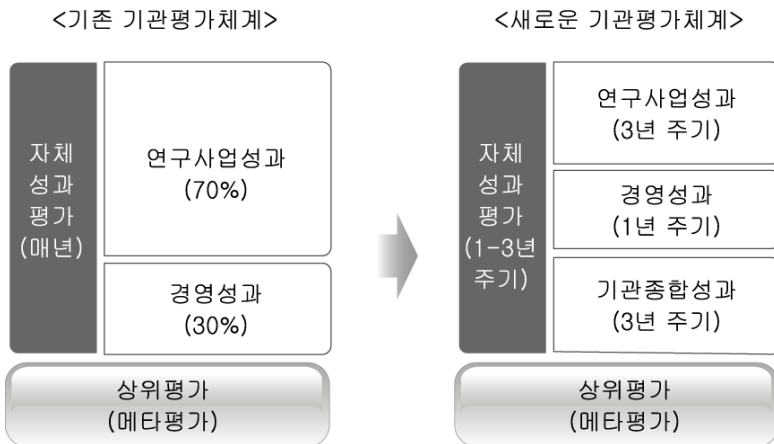 <기존 기관평가체계>
자체
성과
평가
(매년)
연구사업성과
(70%)
경영성과
(30%)
상위평가
(메타평가)
<새로운 기관평가체계>
자체
성과
평가
(1-3년
주기)
연구사업성과
(3년 주기)
경영성과
(1년 주기)
기관종합성과
(3년 주기)
상위평가
(메타평가)